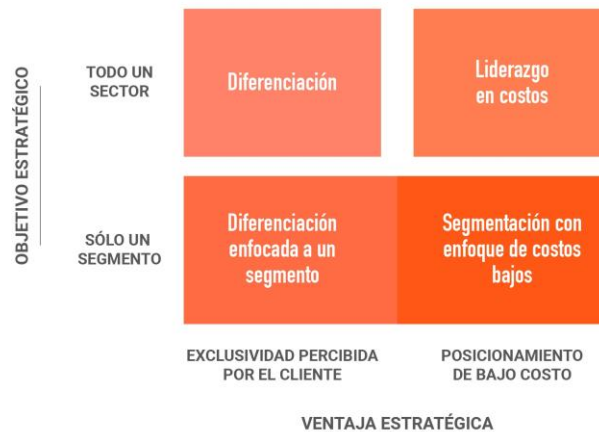 OBJETIVO ESTRATÉGICO
TODO UN
SECTOR
Diferenciación
Liderazgo
en costos
SÓLO UN
SEGMENTO
Diferenciación
enfocada a un
segmento
Segmentación con
enfoque de costos
bajos
EXCLUSIVIDAD PERCIBIDA
POR EL CLIENTE
POSICIONAMIENTO
DE BAJO COSTO
VENTAJA ESTRATÉGICA